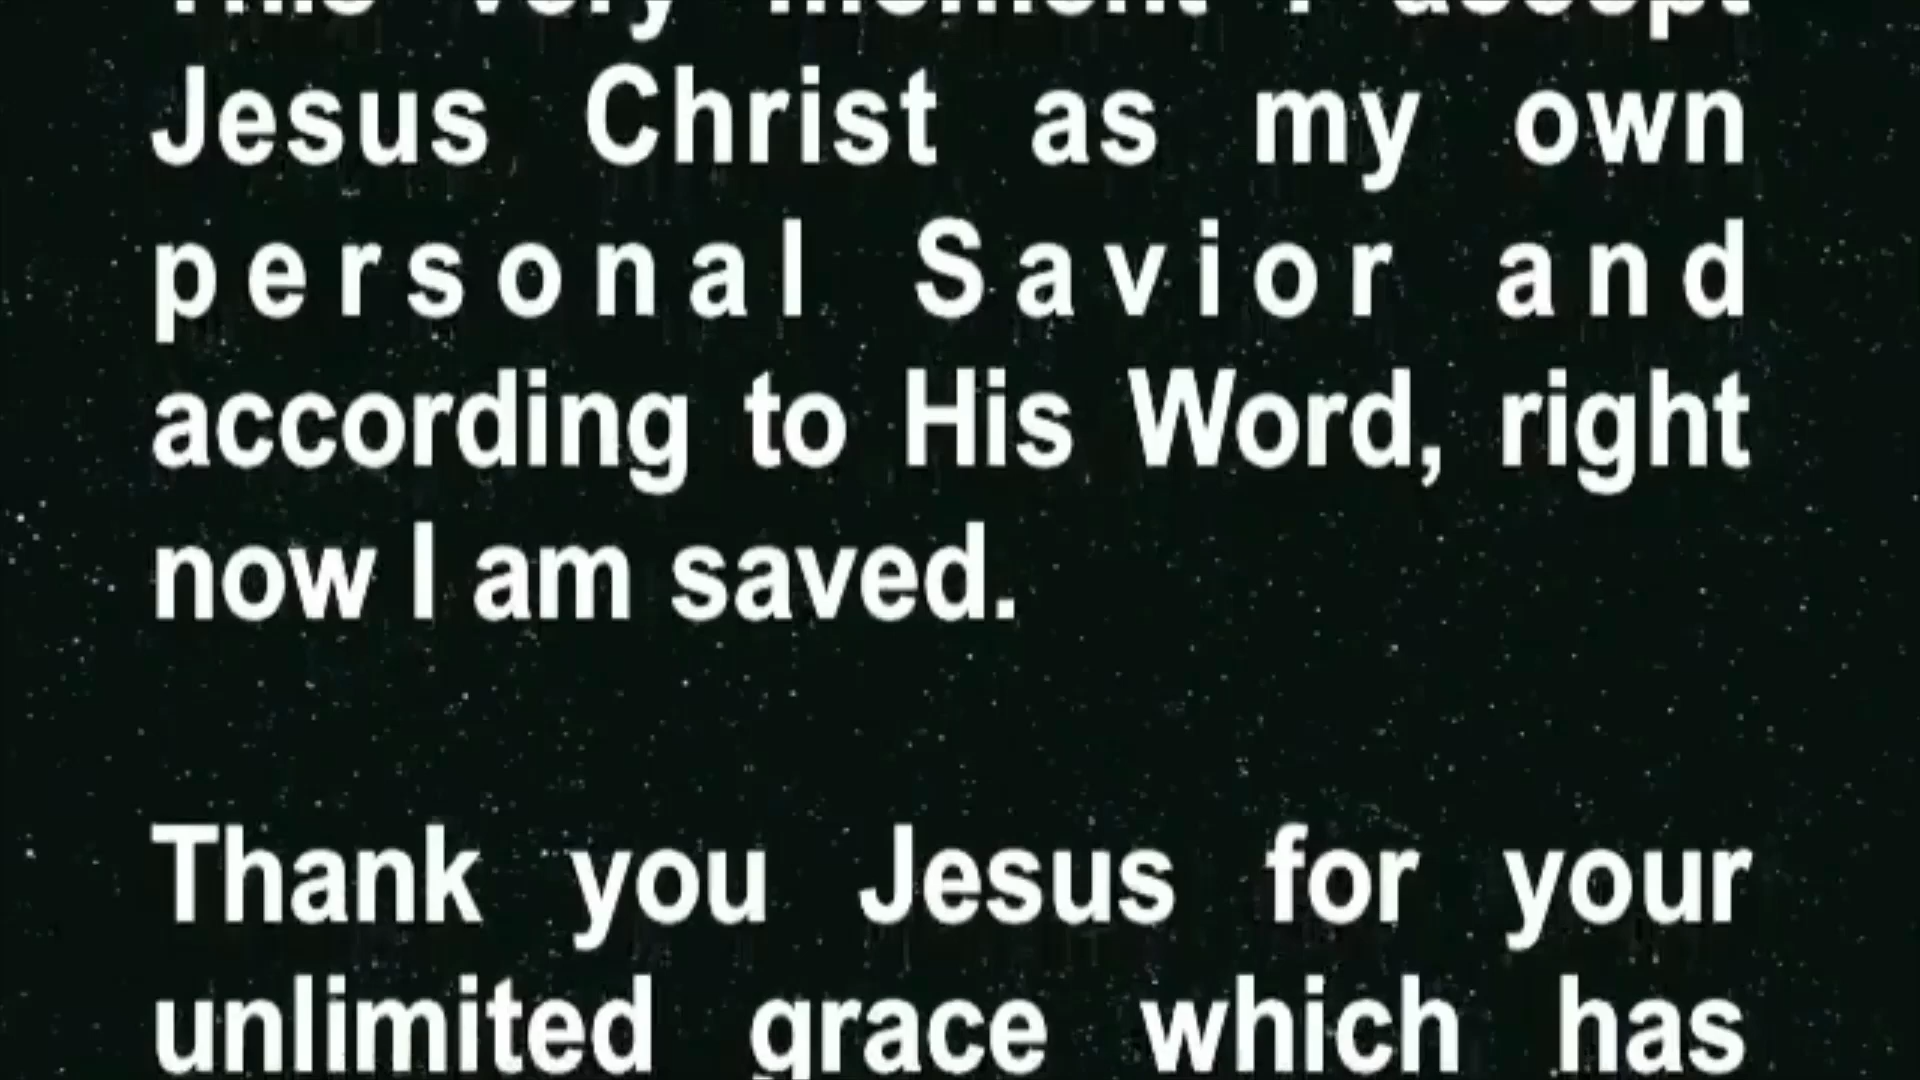 This very moment I accept
Jesus Christ as my own
personal Savior and
according to His Word, right
now I am saved.
Thank you Jesus for your
unlimited grace which has